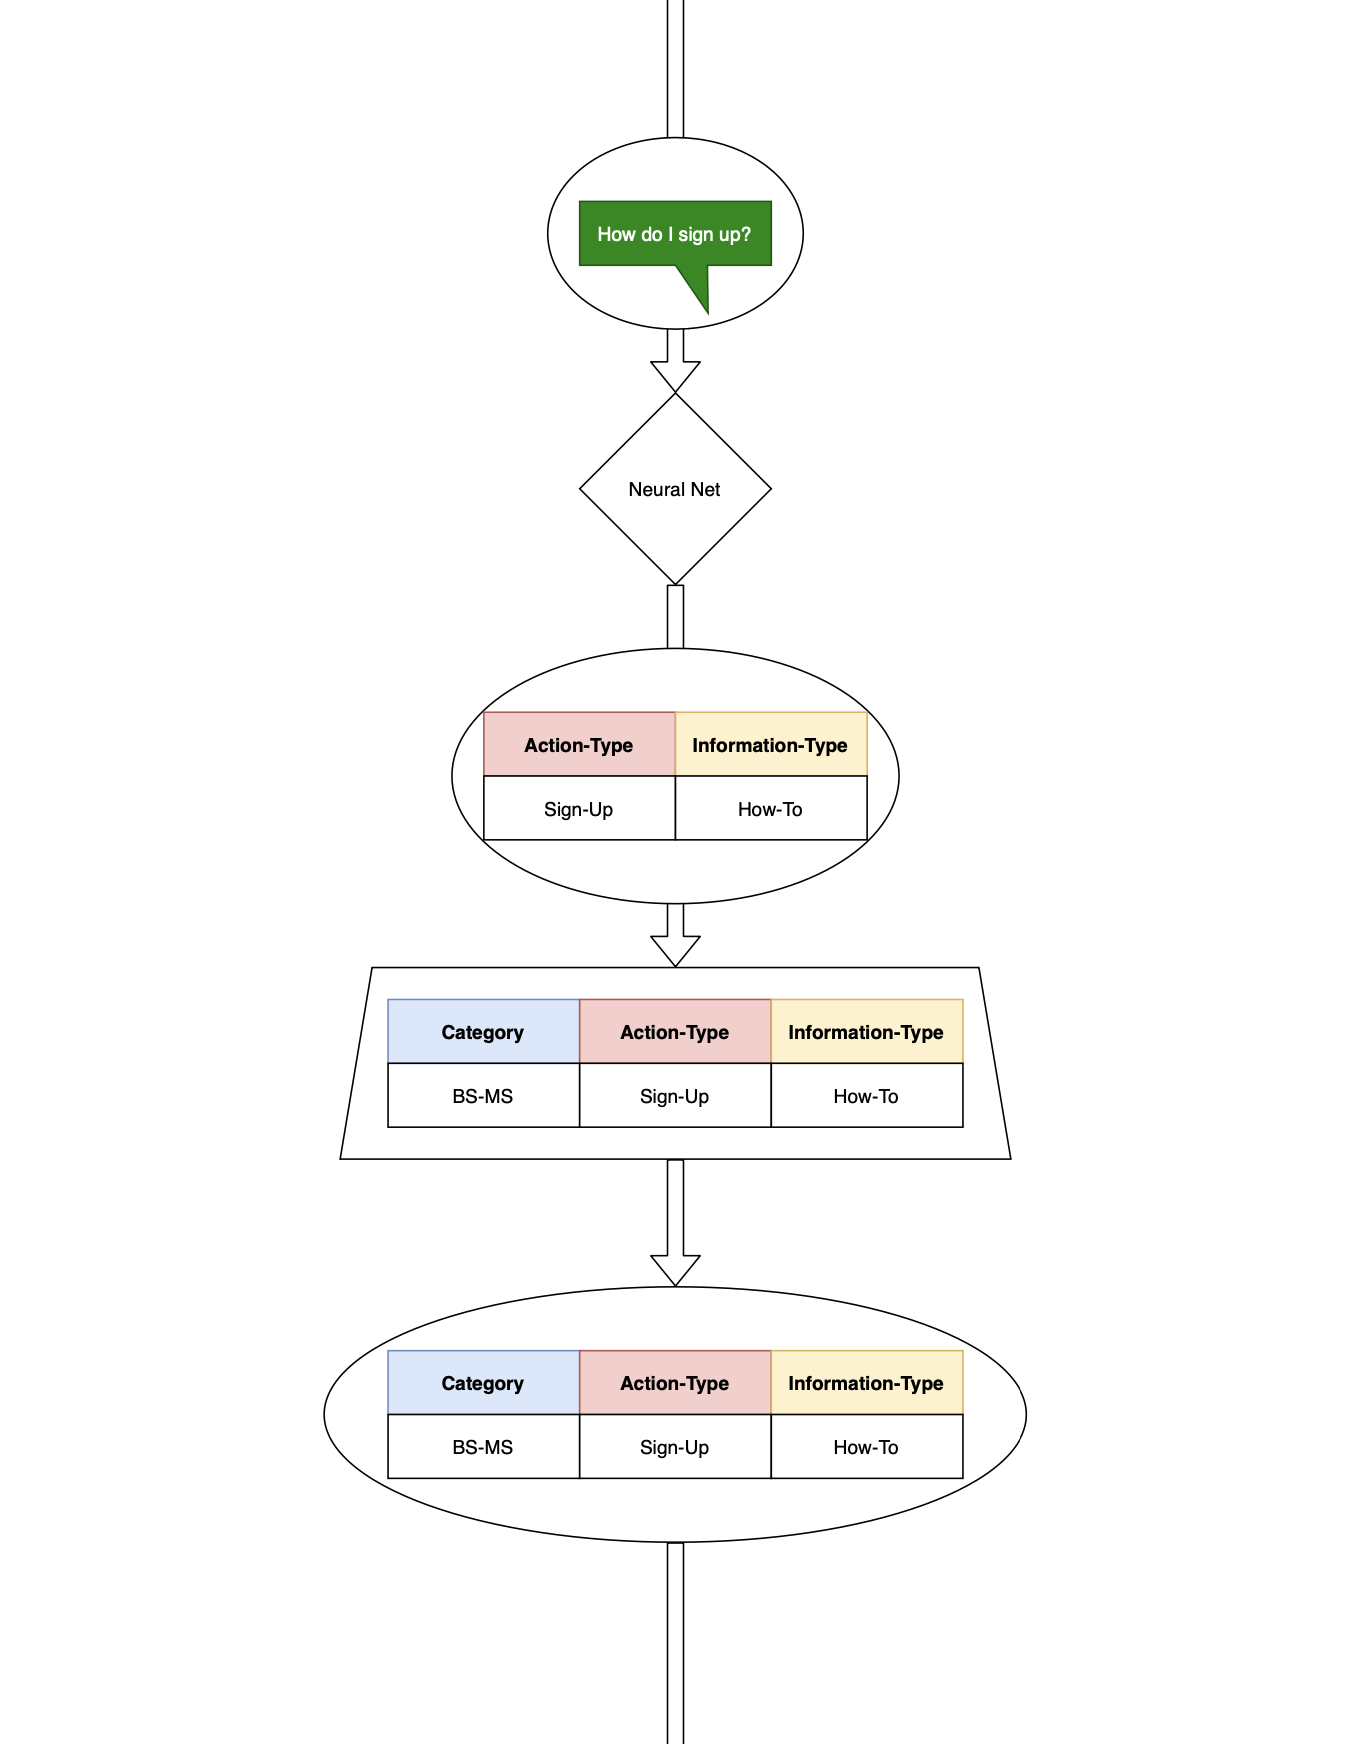 How do I sign up?
Neural Net
Action-Type Information-Type
Sign-Up How-To
Category Action-Type Information-Type
BS-MS Sign-Up How-To
Category Action-Type Information-Type
BS-MS Sign-Up How-To